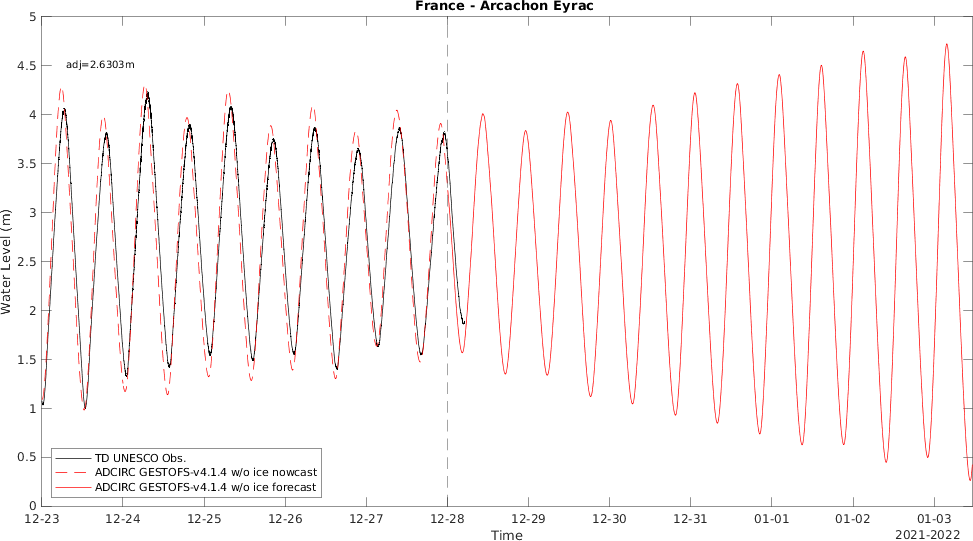 France - Arcachon Eyrac
5
4.5
4
3.5
3
2.5
2
1.5
1
0.5
0
Water Level (m)
adj=2.6303m
TD UNESCO Obs.
ADCIRC GESTOFS-v4.1.4 w/o ice nowcast
ADCIRC GESTOFS-v4.1.4 w/o ice forecast
12-23 12-24 12-25 12-26 12-27 12-28 12-29 12-30 12-31 01-01 01-02 01-03
Time
2021-2022